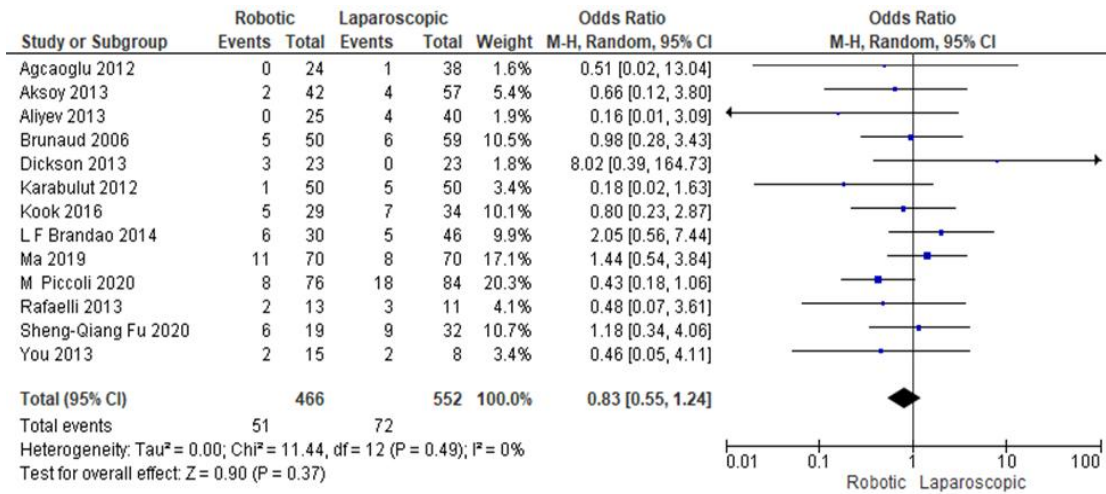 Robotic Laparoscopic Odds Ratio Odds Ratio
Study or Subgroup Events Total Events Total Weight M-H, Random, 95% CI M-H, Random, 95% CI
Agcaoglu 2012 0 24 1 38 1.6% 0.51 [0.02, 13.04]
Aksoy 2013 2 42 4 57 5.4% 0.66 [0.12, 3.80]
Aliyev 2013 0 25 4 40 1.9% 0.16 [0.01, 3.09]
Brunaud 2006 5 50 6 59 10.5% 0.98 [0.28, 3.43]
Dickson 2013 3 23 0 23 1.8% 8.02 [0.39, 164.73]
Karabulut 2012 1 50 5 50 3.4% 0.18 [0.02, 1.63]
Kook 2016 5 29 7 34 10.1% 0.80 [0.23, 2.87]
L F Brandao 2014 6 30 5 46 9.9% 2.05 [0.56, 7.44]
Ma 2019 11 70 8 70 17.1% 1.44 [0.54, 3.84]
M Piccoli 2020 8 76 18 84 20.3% 0.43 [0.18, 1.06]
Rafaelli 2013 2 13 3 11 4.1% 0.48 [0.07, 3.61]
Sheng-Qiang Fu 2020 6 19 9 32 10.7% 1.18 [0.34, 4.06]
You 2013 2 15 2 8 3.4% 0.46 [0.05, 4.11]
Total (95% CI) 466 552 100.0% 0.83 [0.55, 1.24]
Total events 51 72
Heterogeneity: Tau² = 0.00; Chi² = 11.44, df = 12 (P = 0.49); I² = 0%
Test for overall effect: Z = 0.90 (P = 0.37)
0.01 0.1 1 10 100
Robotic Laparoscopic